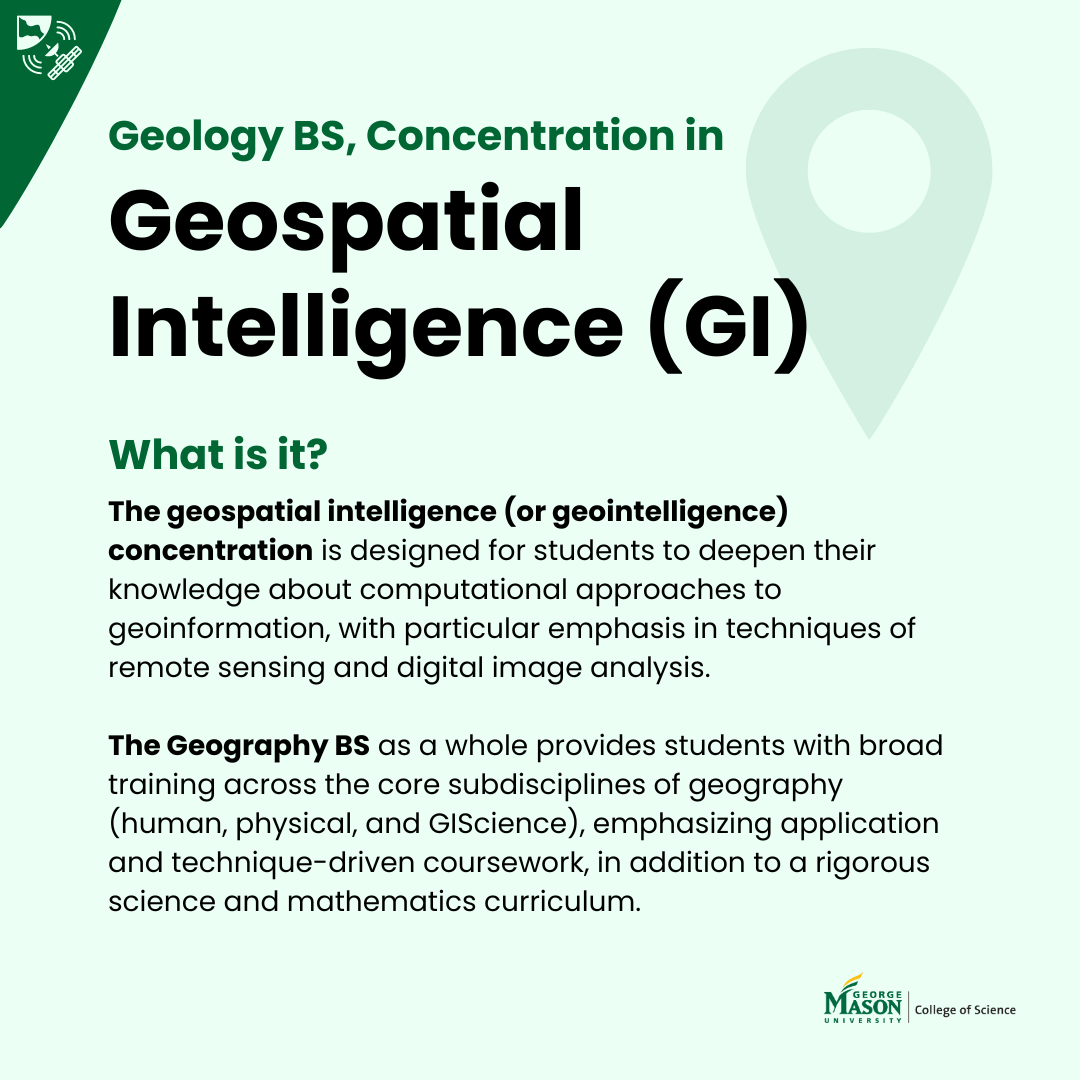 Geology BS, Concentration in
Geospatial
Intelligence (GI)
What is it?
The geospatial intelligence (or geointelligence)
concentration is designed for students to deepen their
knowledge about computational approaches to
geoinformation, with particular emphasis in techniques of
remote sensing and digital image analysis.
The Geography BS as a whole provides students with broad
training across the core subdisciplines of geography
(human, physical, and GIScience), emphasizing application
and technique-driven coursework, in addition to a rigorous
science and mathematics curriculum.
GEORGE
MASON
UNIVERSITY
College of Science